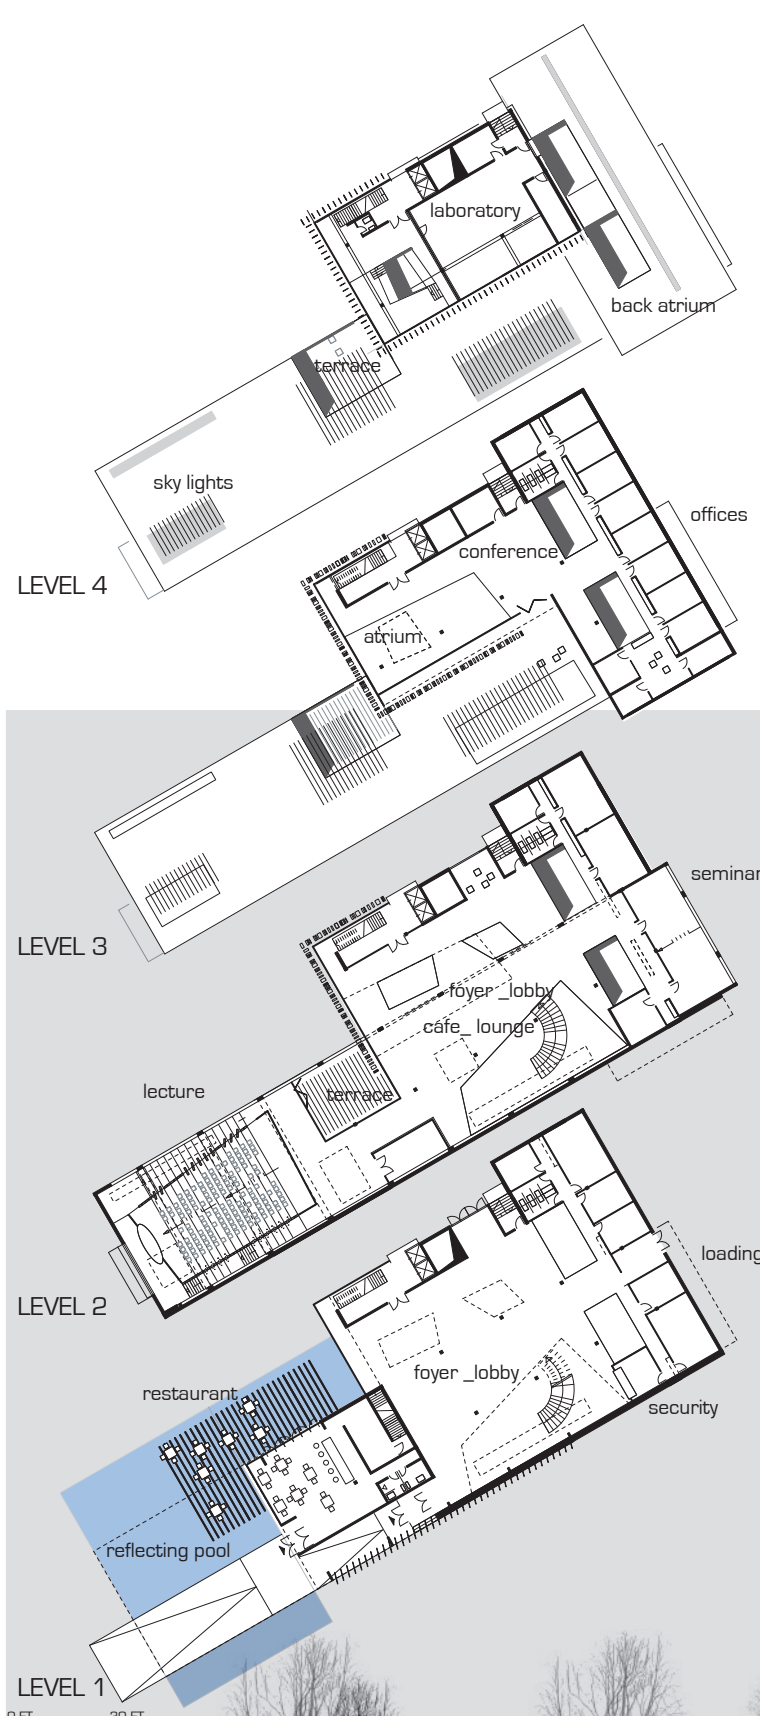 laboratory
back atrium
terrace
sky lights
LEVEL 4
offices
conference
atrium
LEVEL 3
seminar
foyer _lobby
cafe_ lounge
lecture
terrace
LEVEL 2
loading
foyer _lobby
restaurant
security
reflecting pool
LEVEL 1